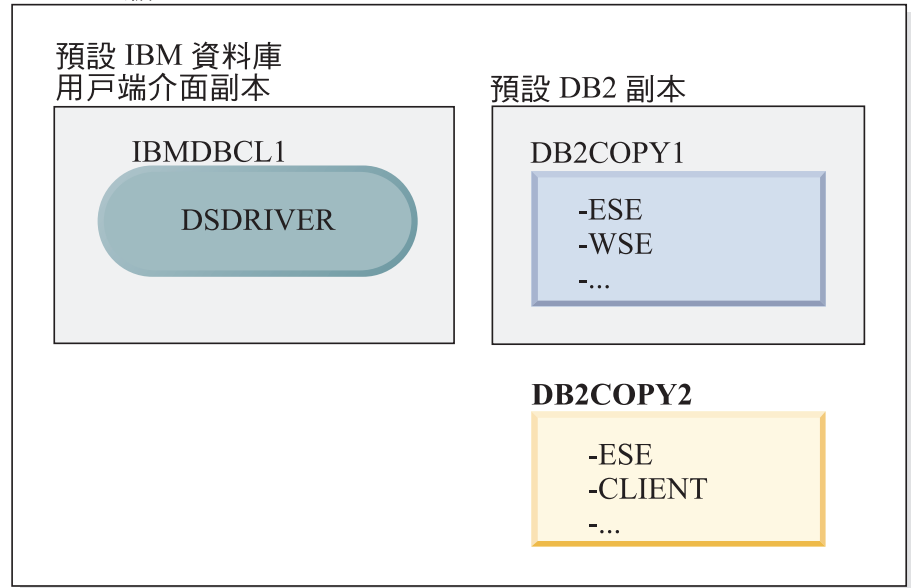 預設 IBM 資料庫
用戶端介面副本
IBMDBCL1
DSDRIVER
預設 DB2 副本
DB2COPY1
-ESE
-WSE
-...
DB2COPY2
-ESE
-CLIENT
-...